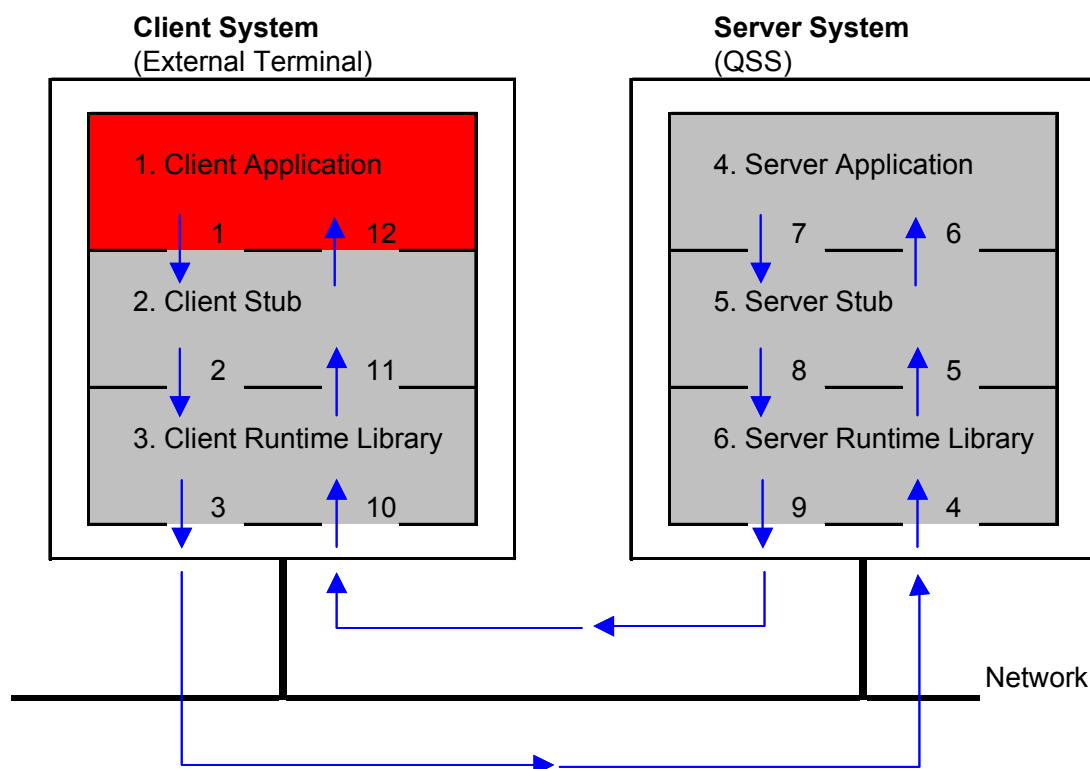 Client System
(External Terminal)
1. Client Application
1 12
2. Client Stub
2 11
3. Client Runtime Library
3 10
Server System
(QSS)
4. Server Application
7 6
5. Server Stub
8 5
6. Server Runtime Library
9 4
Network